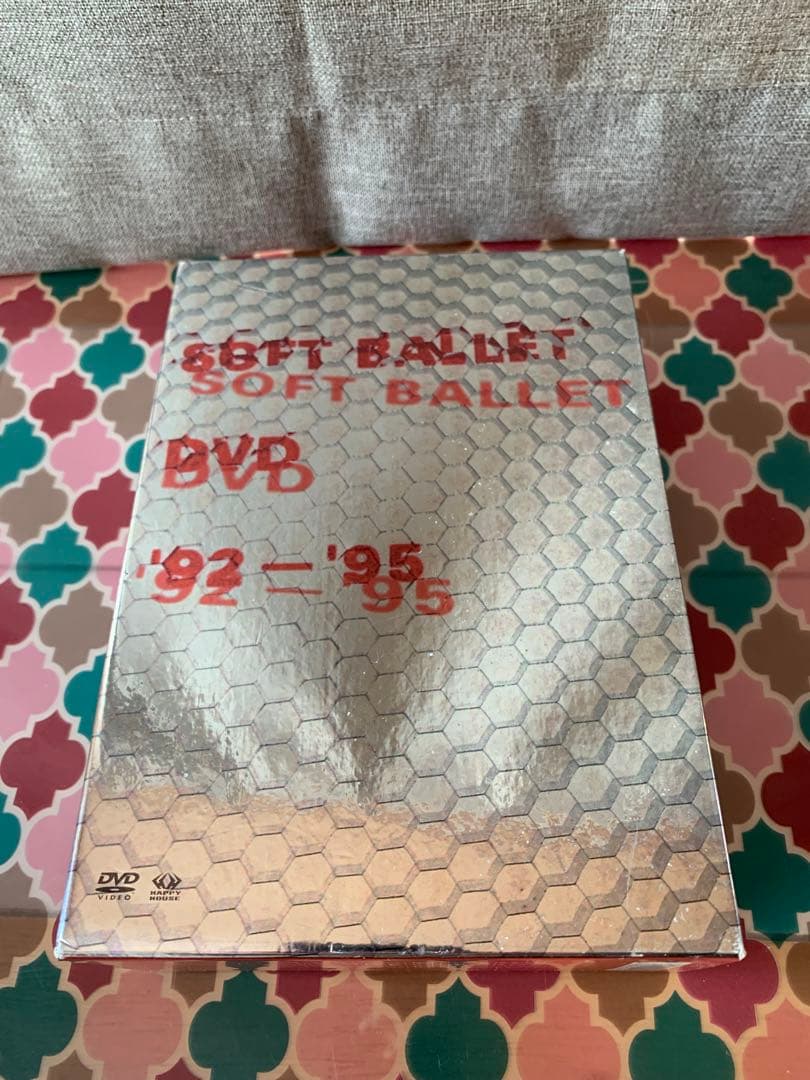 SOFT BALLET
SOFT BALLET
DVD
DVD
'92 — '95
'92 — '95
DVD
VIDEO
HAPPY
HOUSE